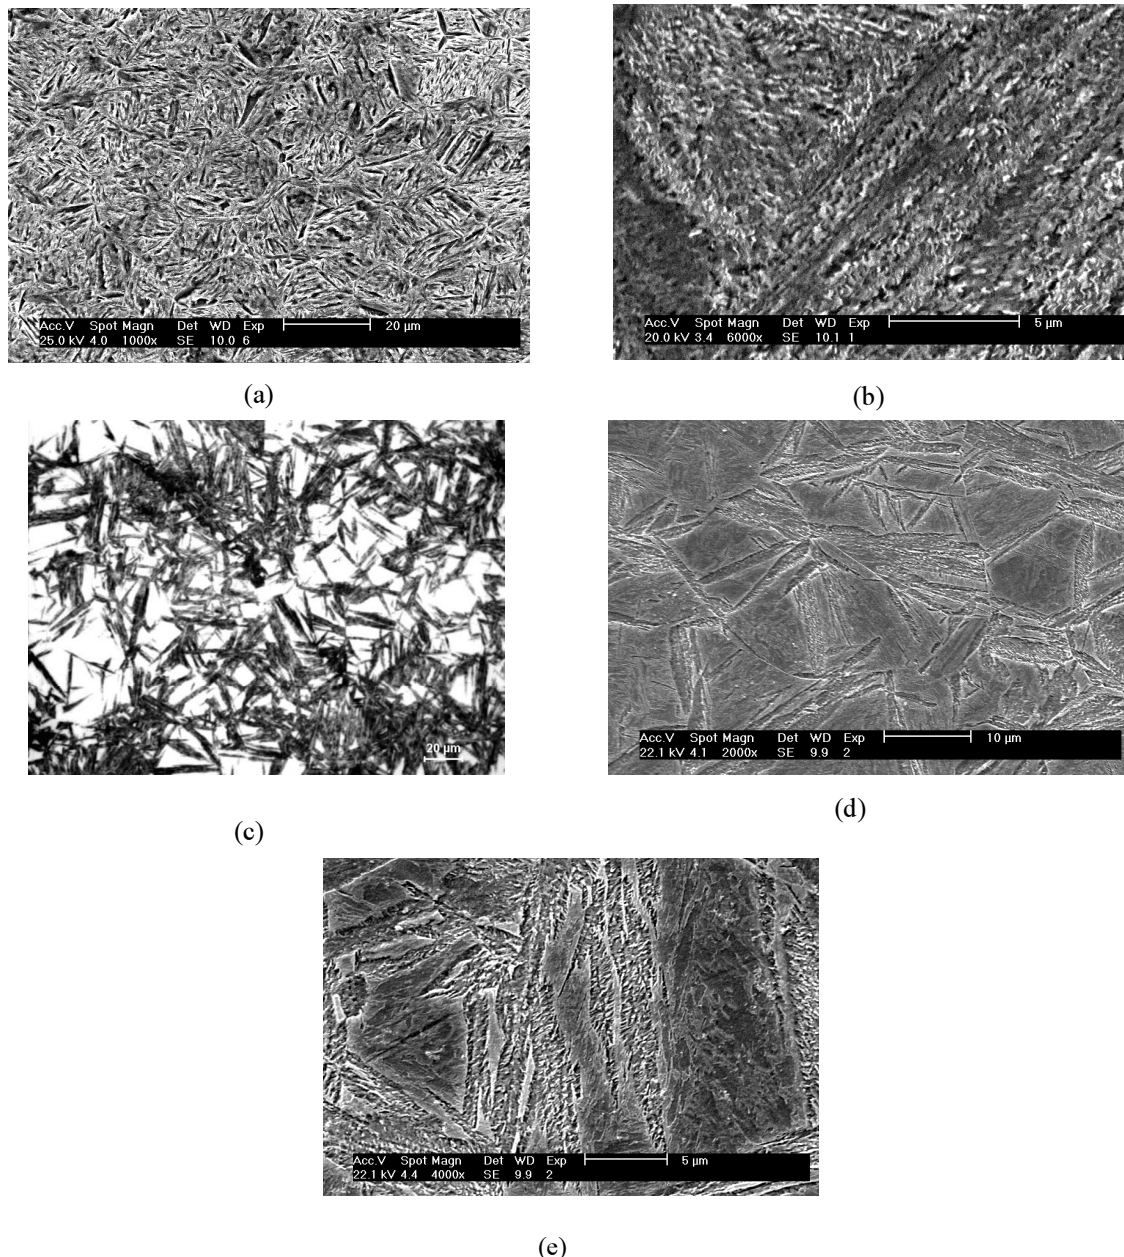 Acc.V Spot Magn Det WD Exp 20 µm
25.0 kV 4.0 1000x SE 10.0 6
(a)
Acc.V Spot Magn Det WD Exp 5 µm
20.0 kV 3.4 6000x SE 10.1 1
(b)
20 µm
(c)
Acc.V Spot Magn Det WD Exp 10 µm
22.1 kV 4.1 2000x SE 9.9 2
(d)
Acc.V Spot Magn Det WD Exp 5 µm
22.1 kV 4.4 4000x SE 9.9 2
(e)